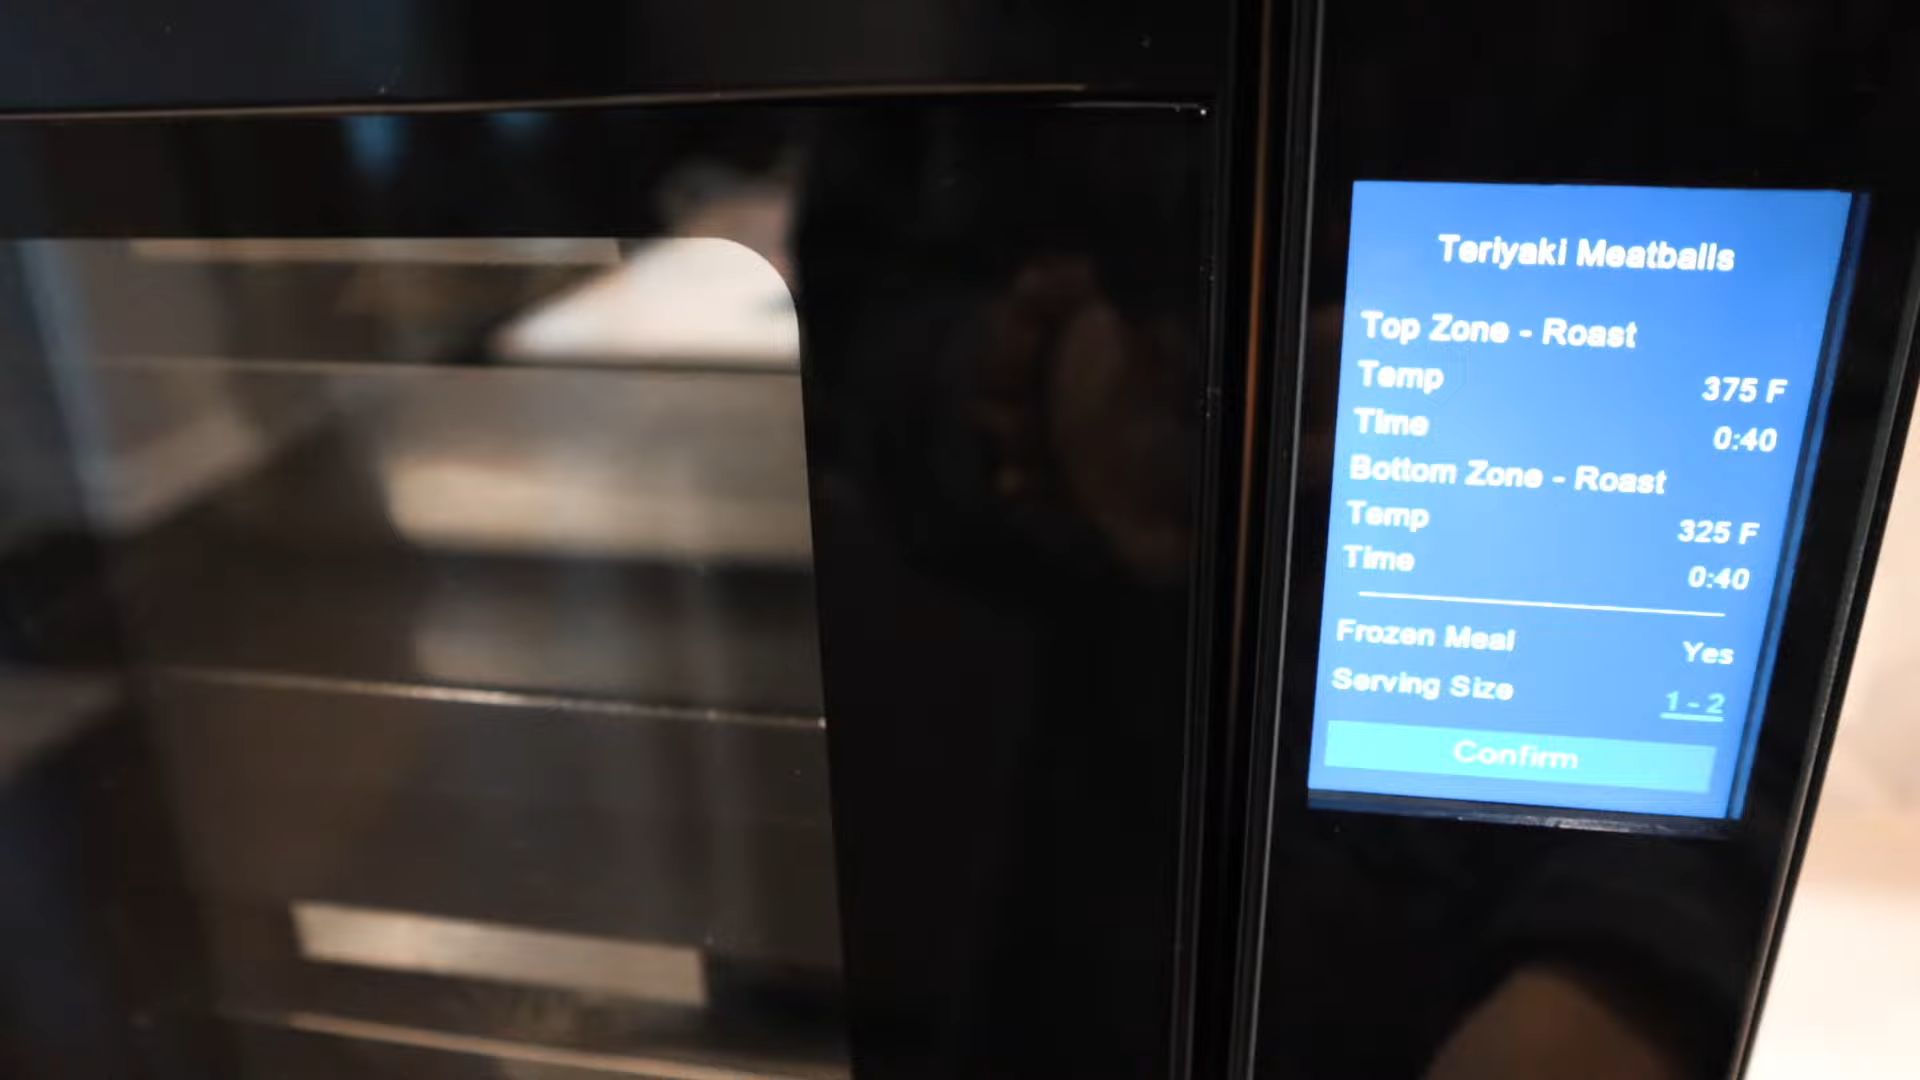 Teriyaki Meatballs
Top Zone - Roast
Temp 375 F
Time 0:40
Bottom Zone - Roast
Temp 325 F
Time 0:40
Frozen Meal Yes
Serving Size 1 - 2
Confirm